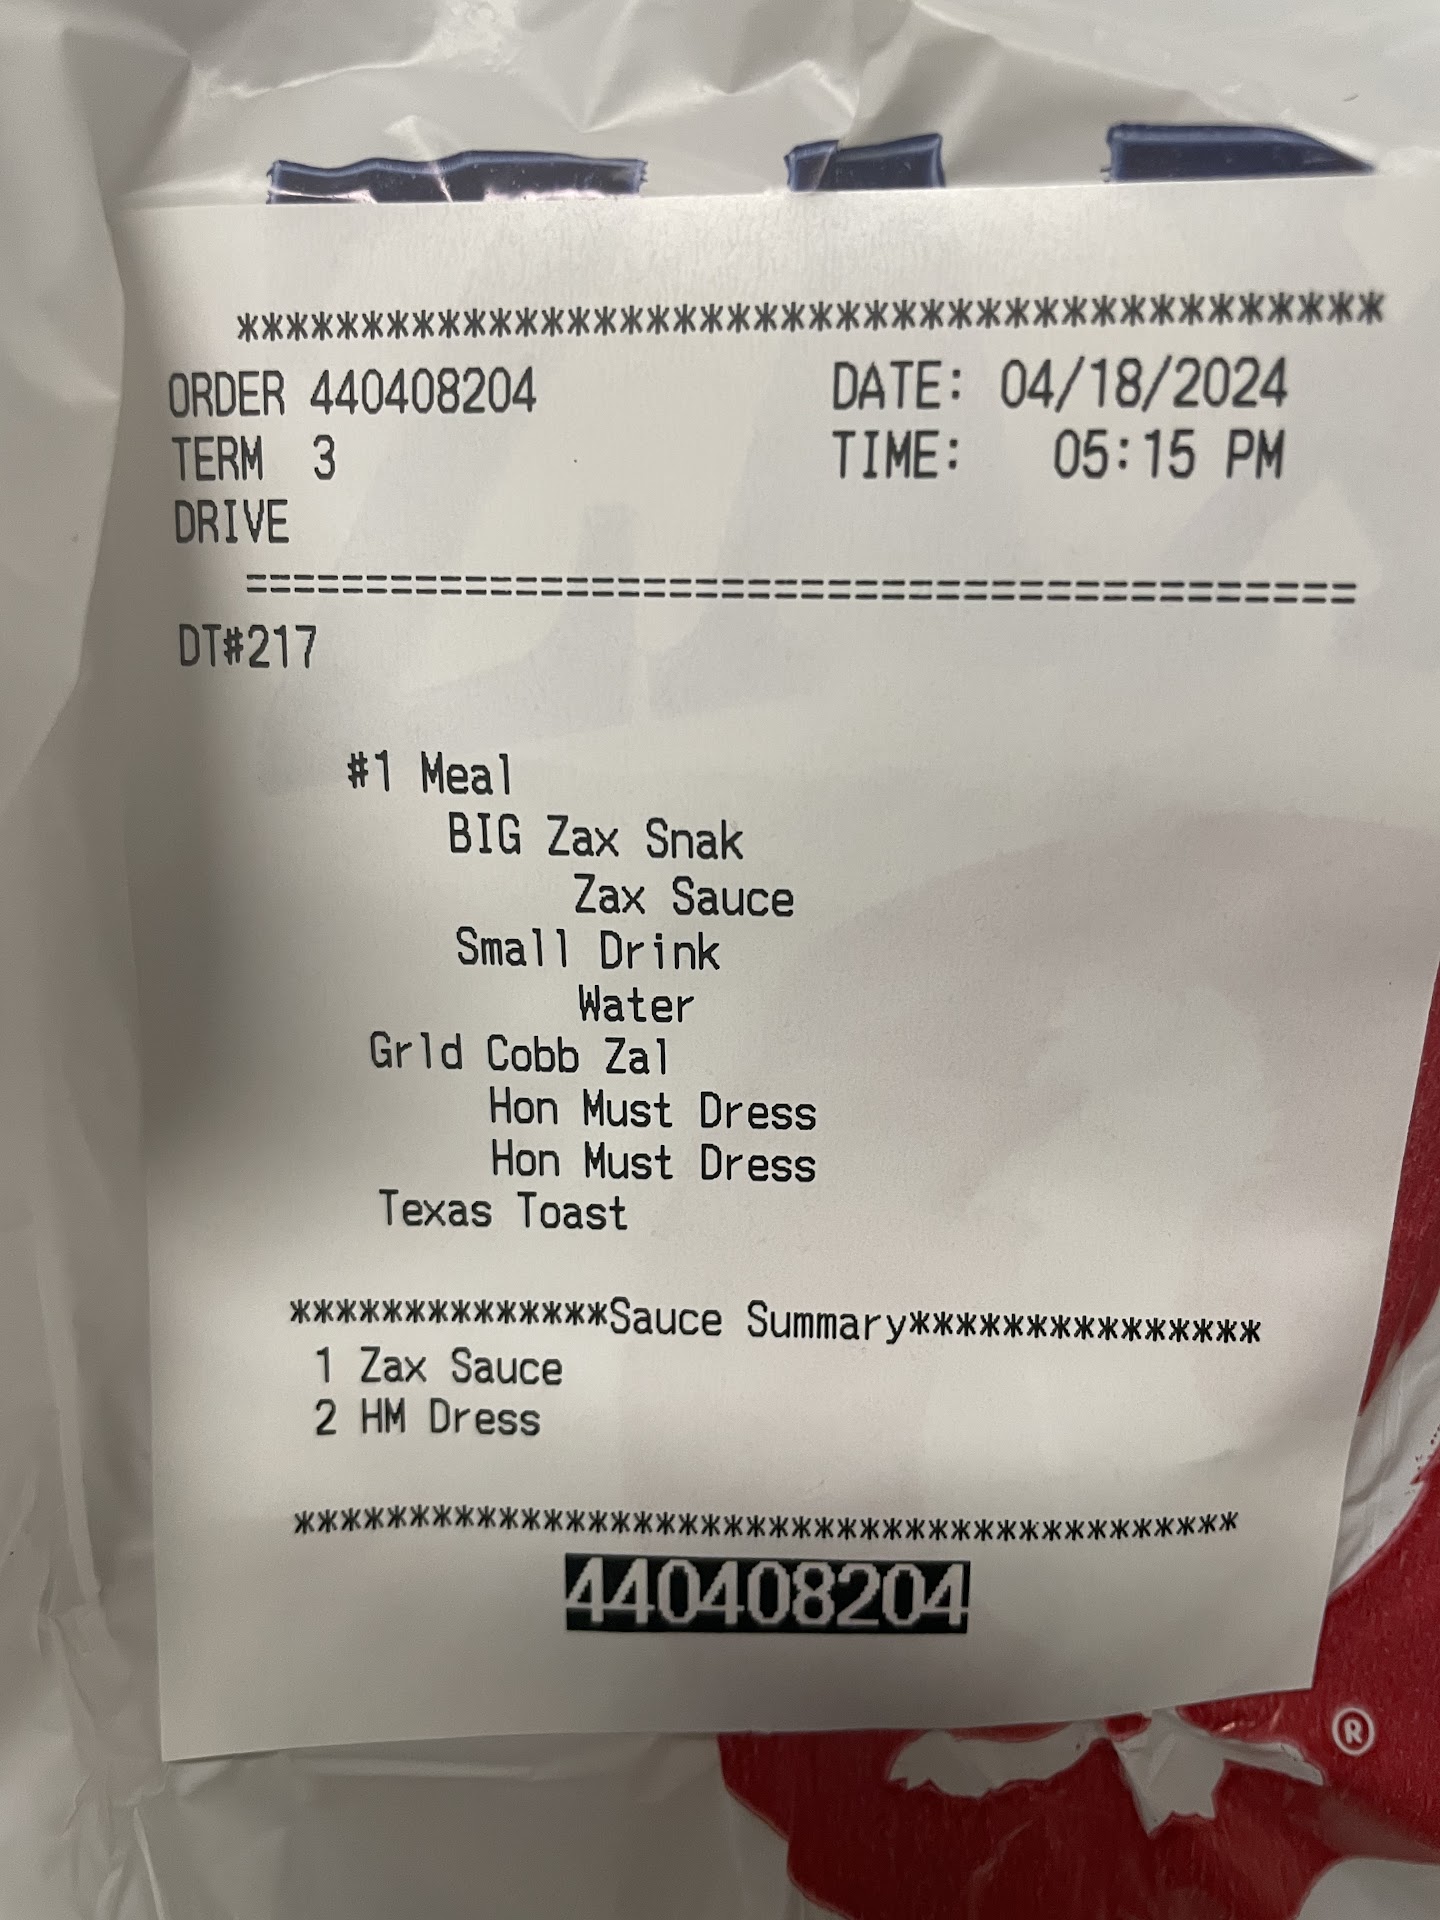 ******************************************
ORDER 440408204 DATE: 04/18/2024
TERM 3 TIME: 05:15 PM
DRIVE
==============================================
DT#217
#1 Meal
BIG Zax Snak
Zax Sauce
Small Drink
Water
Grld Cobb Zal
Hon Must Dress
Hon Must Dress
Texas Toast
**************Sauce Summary***************
1 Zax Sauce
2 HM Dress
******************************************
440408204
®